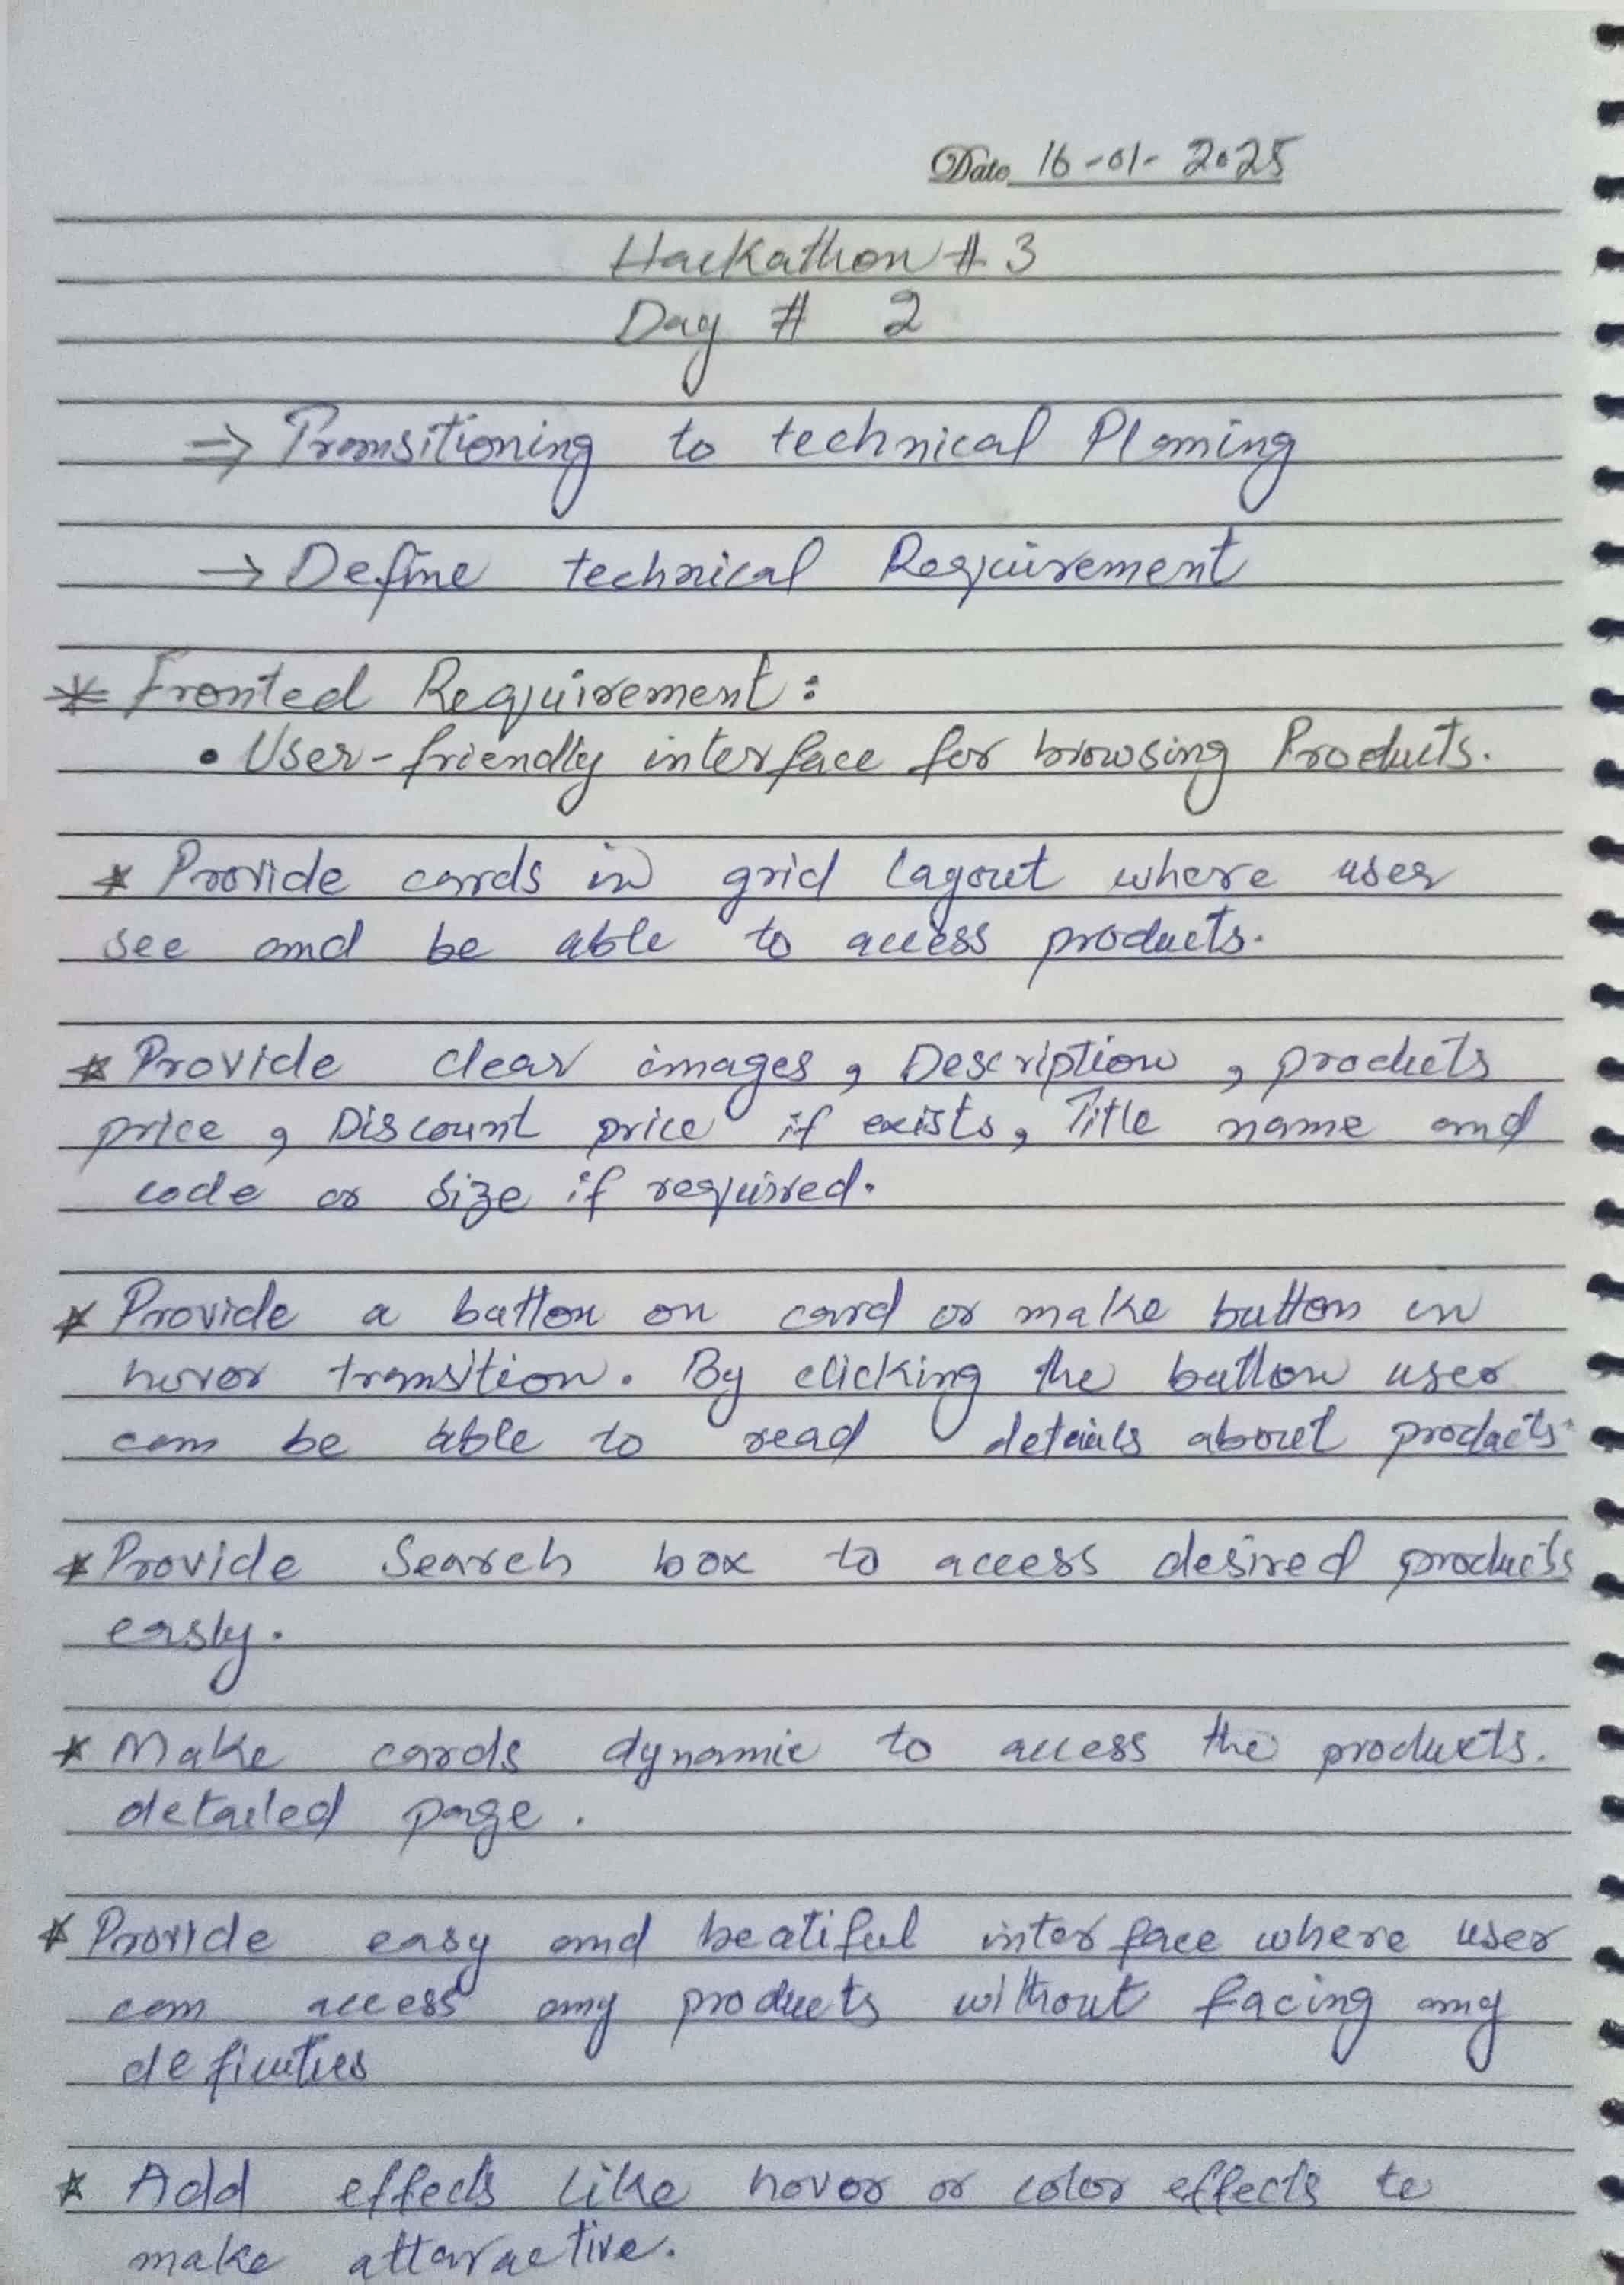 Date 16-01-2025
Hackathon # 3
Day # 2
⇒ Transitioning to technical Planing
→ Define technical Requirement
* Fronted Requirement :
• User-friendly interface for browsing Products.
* Provide cards in grid layout where user
see and be able to access products.
* Provide clear images, Description, products
price, Discount price if exists, Title name and
code or size if required.
* Provide a button on card or make button in
hovor transition. By clicking the button user
can be able to read details about products.
* Provide Search box to access desired products
easly.
* Make cards dynamic to access the products.
detailed page.
* Provide easy and beatiful interface where user
can access any products without facing any
* Add effects like hovor or color effects to
make attaractive.